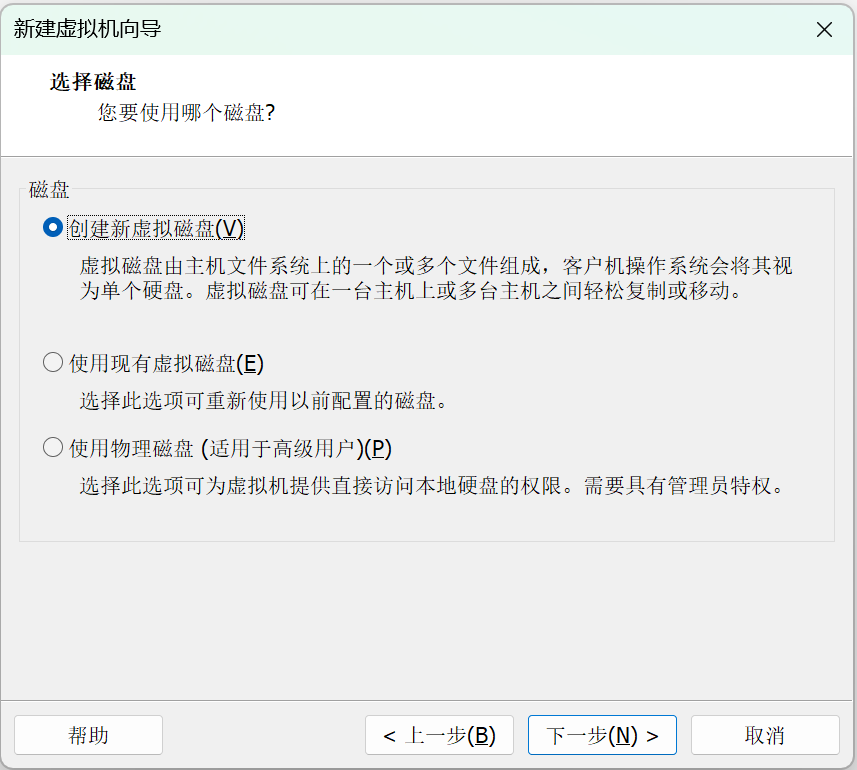 新建虚拟机向导
选择磁盘
您要使用哪个磁盘?
磁盘
创建新虚拟磁盘(V)
虚拟磁盘由主机文件系统上的一个或多个文件组成，客户机操作系统会将其视
为单个硬盘。虚拟磁盘可在一台主机上或多台主机之间轻松复制或移动。
使用现有虚拟磁盘(E)
选择此选项可重新使用以前配置的磁盘。
使用物理磁盘 (适用于高级用户)(P)
选择此选项可为虚拟机提供直接访问本地硬盘的权限。需要具有管理员特权。
帮助
< 上一步(B)
下一步(N) >
取消